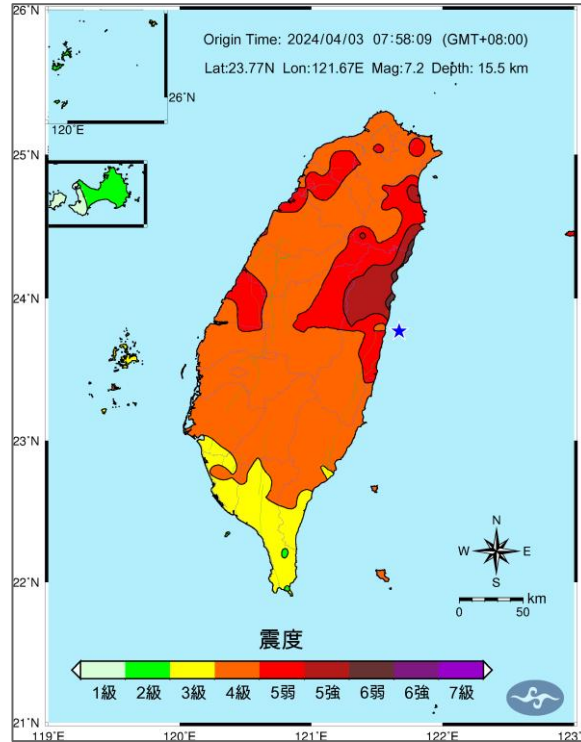 26°N
Origin Time: 2024/04/03 07:58:09 (GMT+08:00)
Lat:23.77N Lon:121.67E Mag:7.2 Depth: 15.5 km
26°N
120°E
25°N
24°N
23°N
22°N
21°N
N
W E
S
km
0 50
震度
1級 2級 3級 4級 5弱 5強 6弱 6強 7級
119°E 120°E 121°E 122°E 123°E